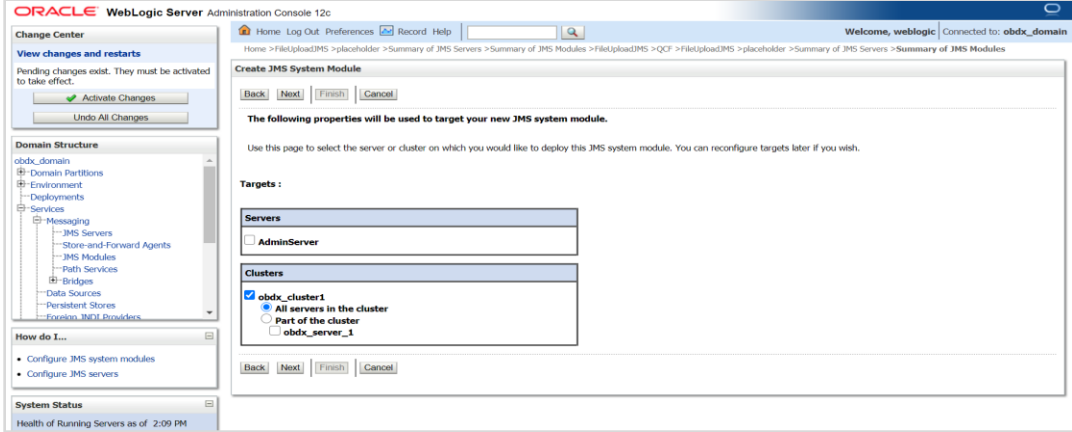 ORACLE WebLogic Server Administration Console 12c
Change Center
View changes and restarts
Pending changes exist. They must be activated
to take effect.
Activate Changes
Undo All Changes
Domain Structure
obdx_domain
Domain Partitions
Environment
Deployments
Services
Messaging
JMS Servers
Store-and-Forward Agents
JMS Modules
Path Services
Bridges
Data Sources
Persistent Stores
Foreign JNDI Providers
How do I...
Configure JMS system modules
Configure JMS servers
System Status
Health of Running Servers as of 2:09 PM
Home Log Out Preferences Record Help
Welcome, weblogic Connected to: obdx_domain
Home >FileUploadJMS >placeholder >Summary of JMS Servers >Summary of JMS Modules >FileUploadJMS >QCF >FileUploadJMS >placeholder >Summary of JMS Servers >Summary of JMS Modules
Create JMS System Module
Back Next Finish Cancel
The following properties will be used to target your new JMS system module.
Use this page to select the server or cluster on which you would like to deploy this JMS system module. You can reconfigure targets later if you wish.
Targets :
Servers
AdminServer
Clusters
obdx_cluster1
All servers in the cluster
Part of the cluster
obdx_server_1
Back Next Finish Cancel